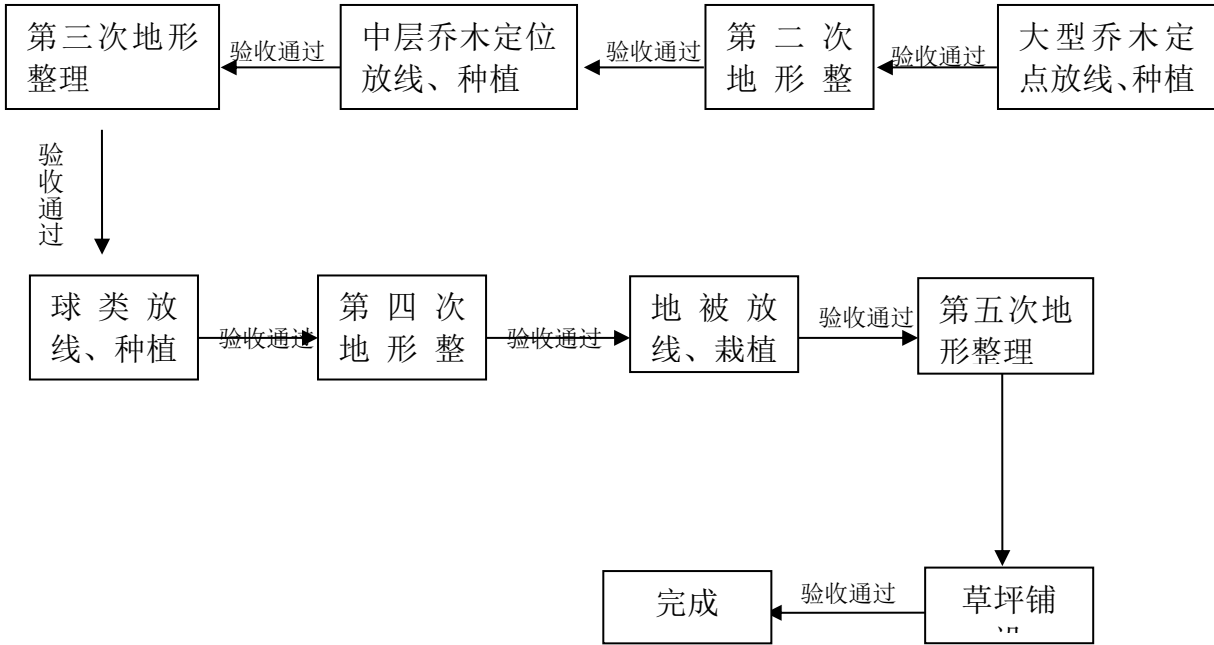 第三次地形
整理
验收通过
中层乔木定位
放线、种植
验收通过
第二次
地形整
验收通过
大型乔木定
点放线、种植
验收通过
球类放
线、种植
验收通过
第四次
地形整
验收通过
地被放
线、栽植
验收通过
第五次地
形整理
完成
验收通过
草坪铺